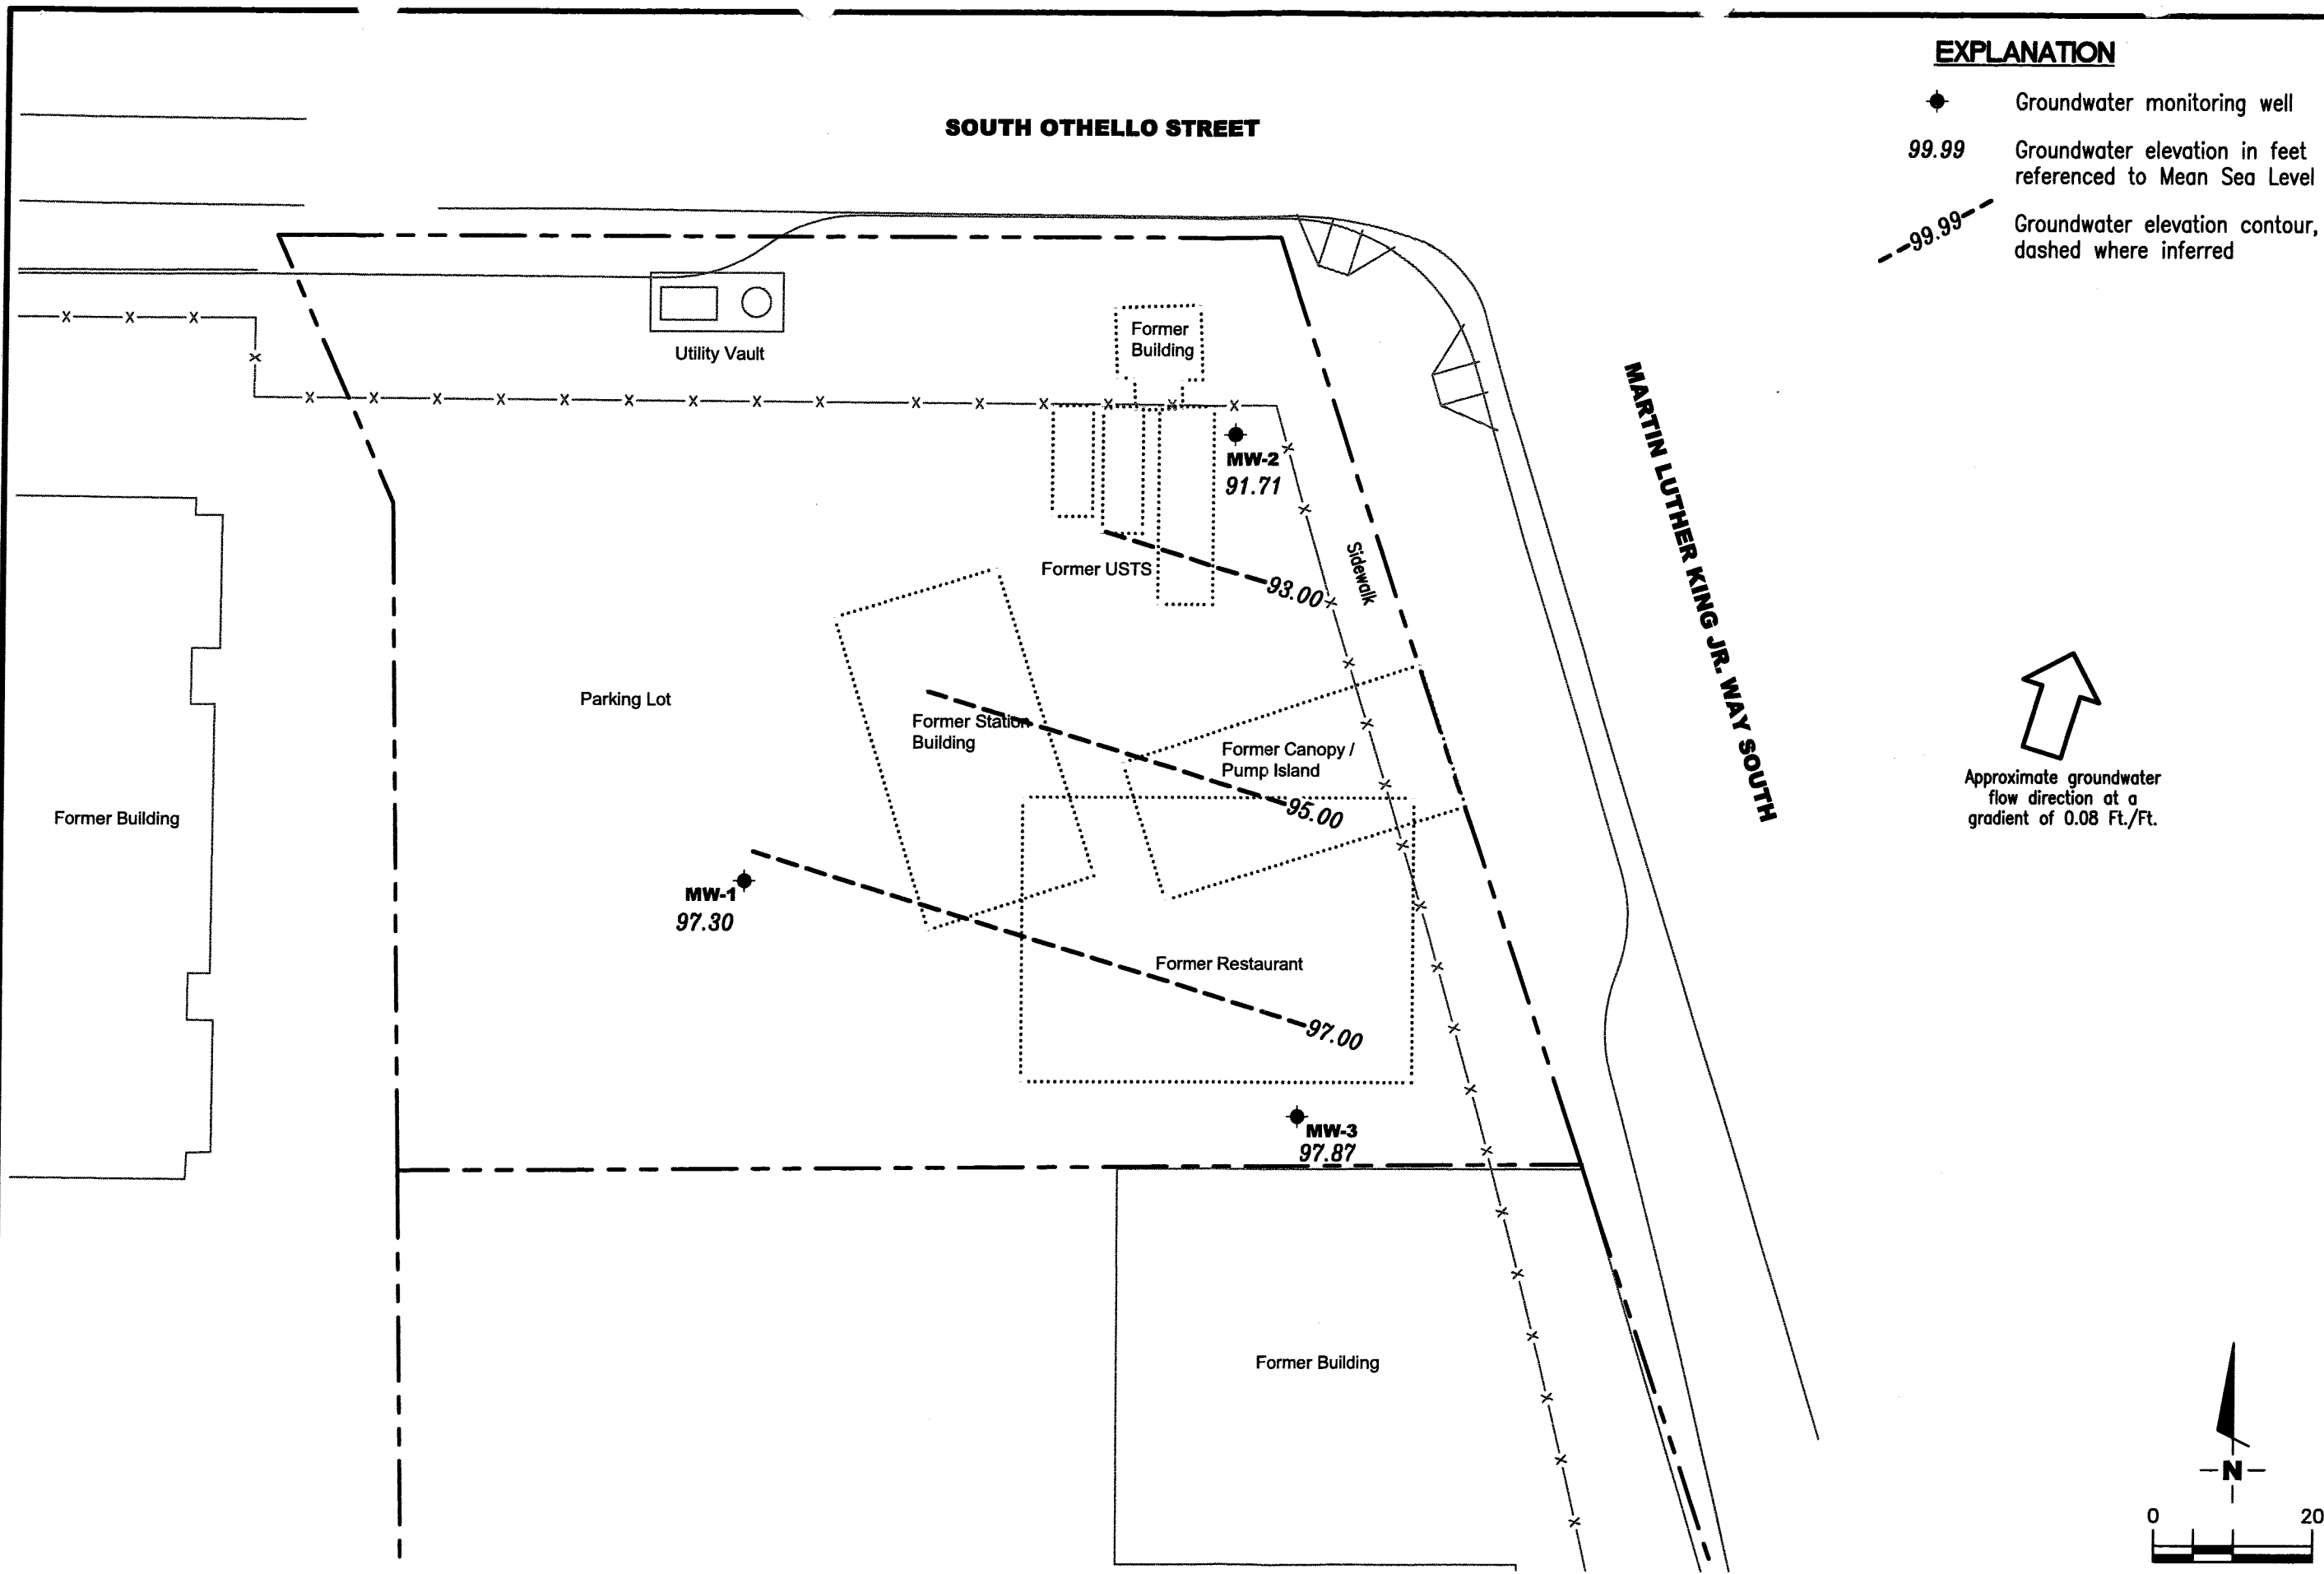 EXPLANATION
Groundwater monitoring well
99.99
Groundwater elevation in feet
referenced to Mean Sea Level
99.99
Groundwater elevation contour,
dashed where inferred
SOUTH OTHELLO STREET
Utility Vault
Former
Building
MW-2
91.71
MARTIN LUTHER KING JR. WAY SOUTH
Sidewalk
Former USTS
93.00
Parking Lot
Former Station
Building
Former Canopy /
Pump Island
95.00
Approximate groundwater
flow direction at a
gradient of 0.08 Ft./Ft.
Former Building
MW-1
97.30
Former Restaurant
97.00
MW-3
97.87
Former Building
N
0 20